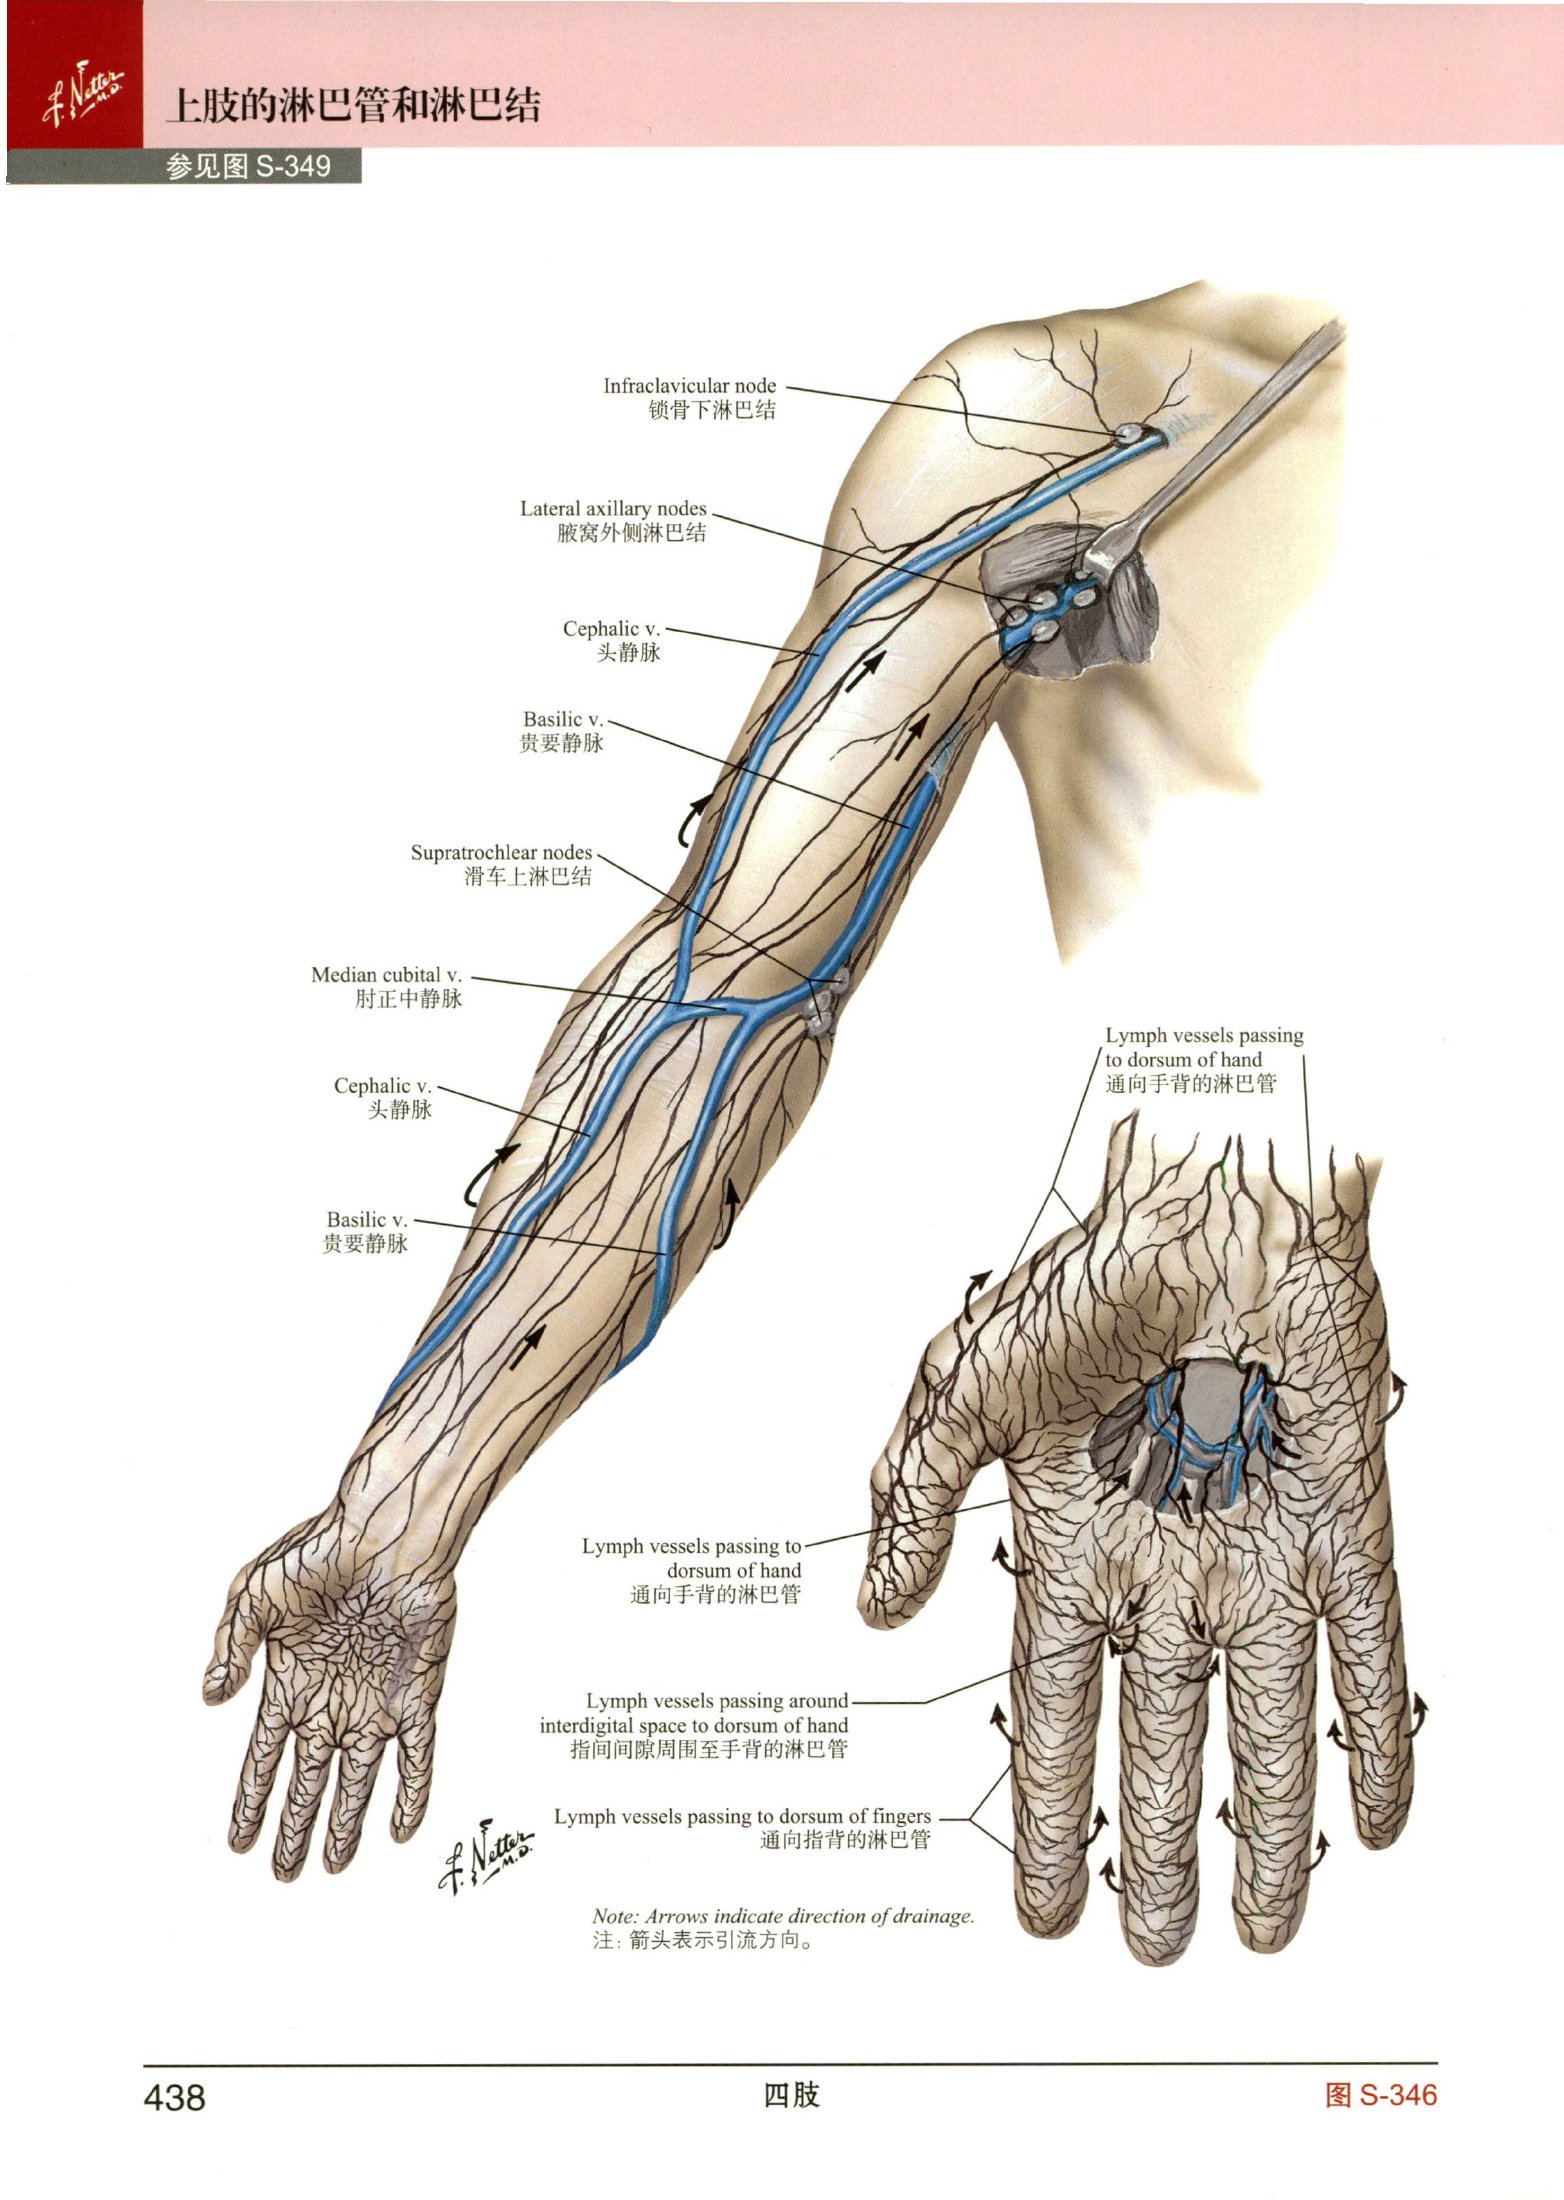 F. Netter M.D.
上肢的淋巴管和淋巴结
参见图 S-349
Infraclavicular node
锁骨下淋巴结
Lateral axillary nodes
腋窝外侧淋巴结
Cephalic v.
头静脉
Basilic v.
贵要静脉
Supratrochlear nodes
滑车上淋巴结
Median cubital v.
肘正中静脉
Cephalic v.
头静脉
Basilic v.
贵要静脉
Lymph vessels passing
to dorsum of hand
通向手背的淋巴管
Lymph vessels passing to
dorsum of hand
通向手背的淋巴管
Lymph vessels passing around
interdigital space to dorsum of hand
指间间隙周围至手背的淋巴管
Lymph vessels passing to dorsum of fingers
通向指背的淋巴管
F. Netter M.D.
Note: Arrows indicate direction of drainage.
注: 箭头表示引流方向。
438
四肢
图 S-346